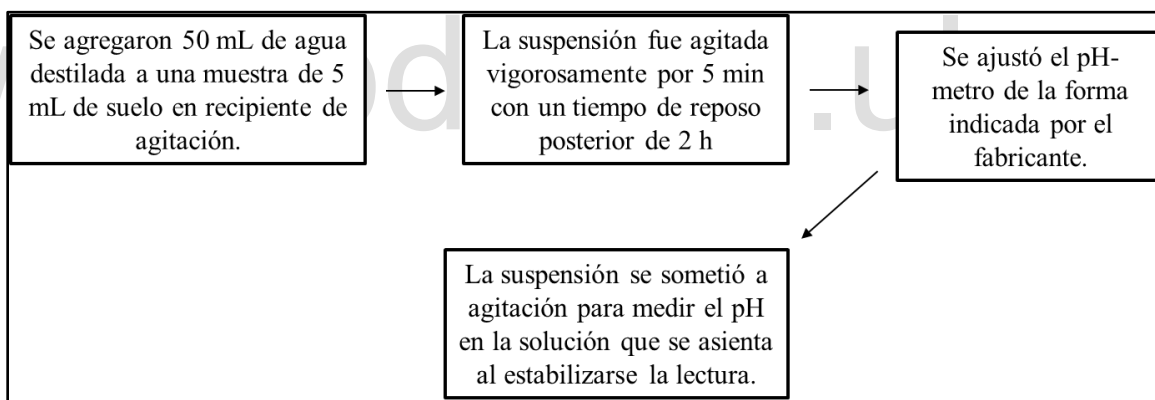 Se agregaron 50 mL de agua
destilada a una muestra de 5
mL de suelo en recipiente de
agitación.
La suspensión fue agitada
vigorosamente por 5 min
con un tiempo de reposo
posterior de 2 h
Se ajustó el pH-
metro de la forma
indicada por el
fabricante.
La suspensión se sometió a
agitación para medir el pH
en la solución que se asienta
al estabilizarse la lectura.